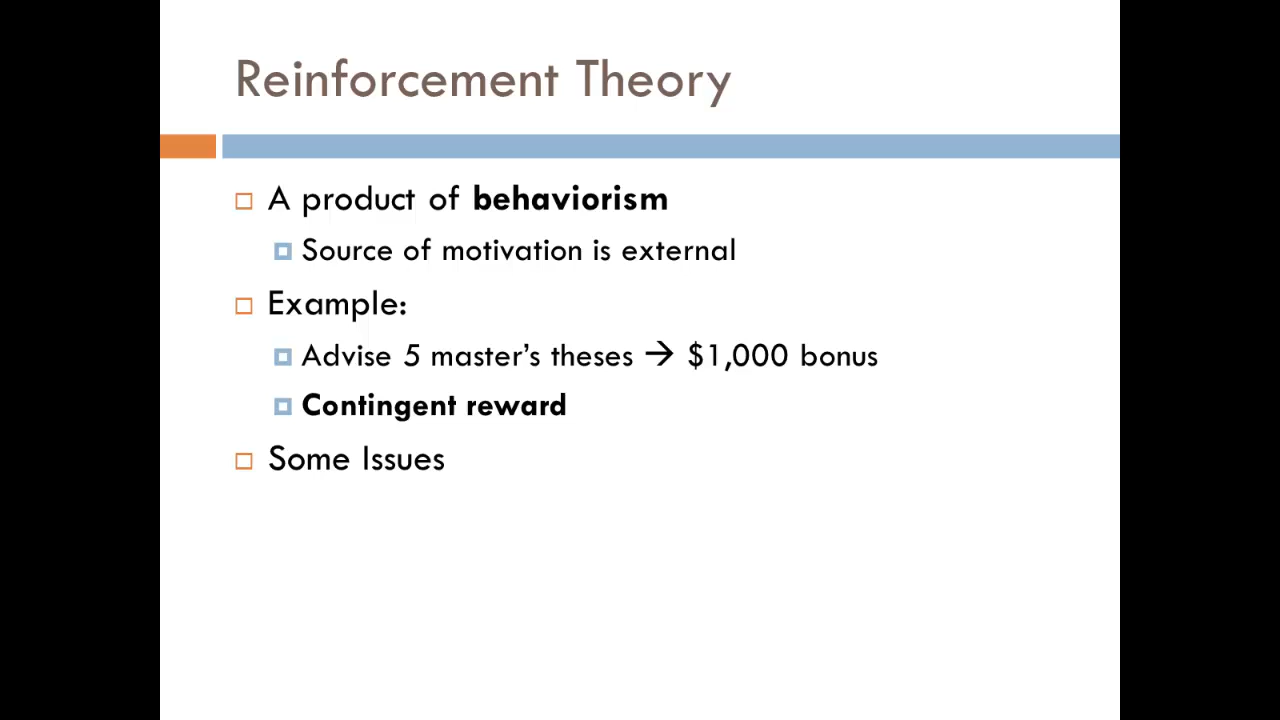 Reinforcement Theory
A product of behaviorism
Source of motivation is external
Example:
Advise 5 master’s theses → $1,000 bonus
Contingent reward
Some Issues